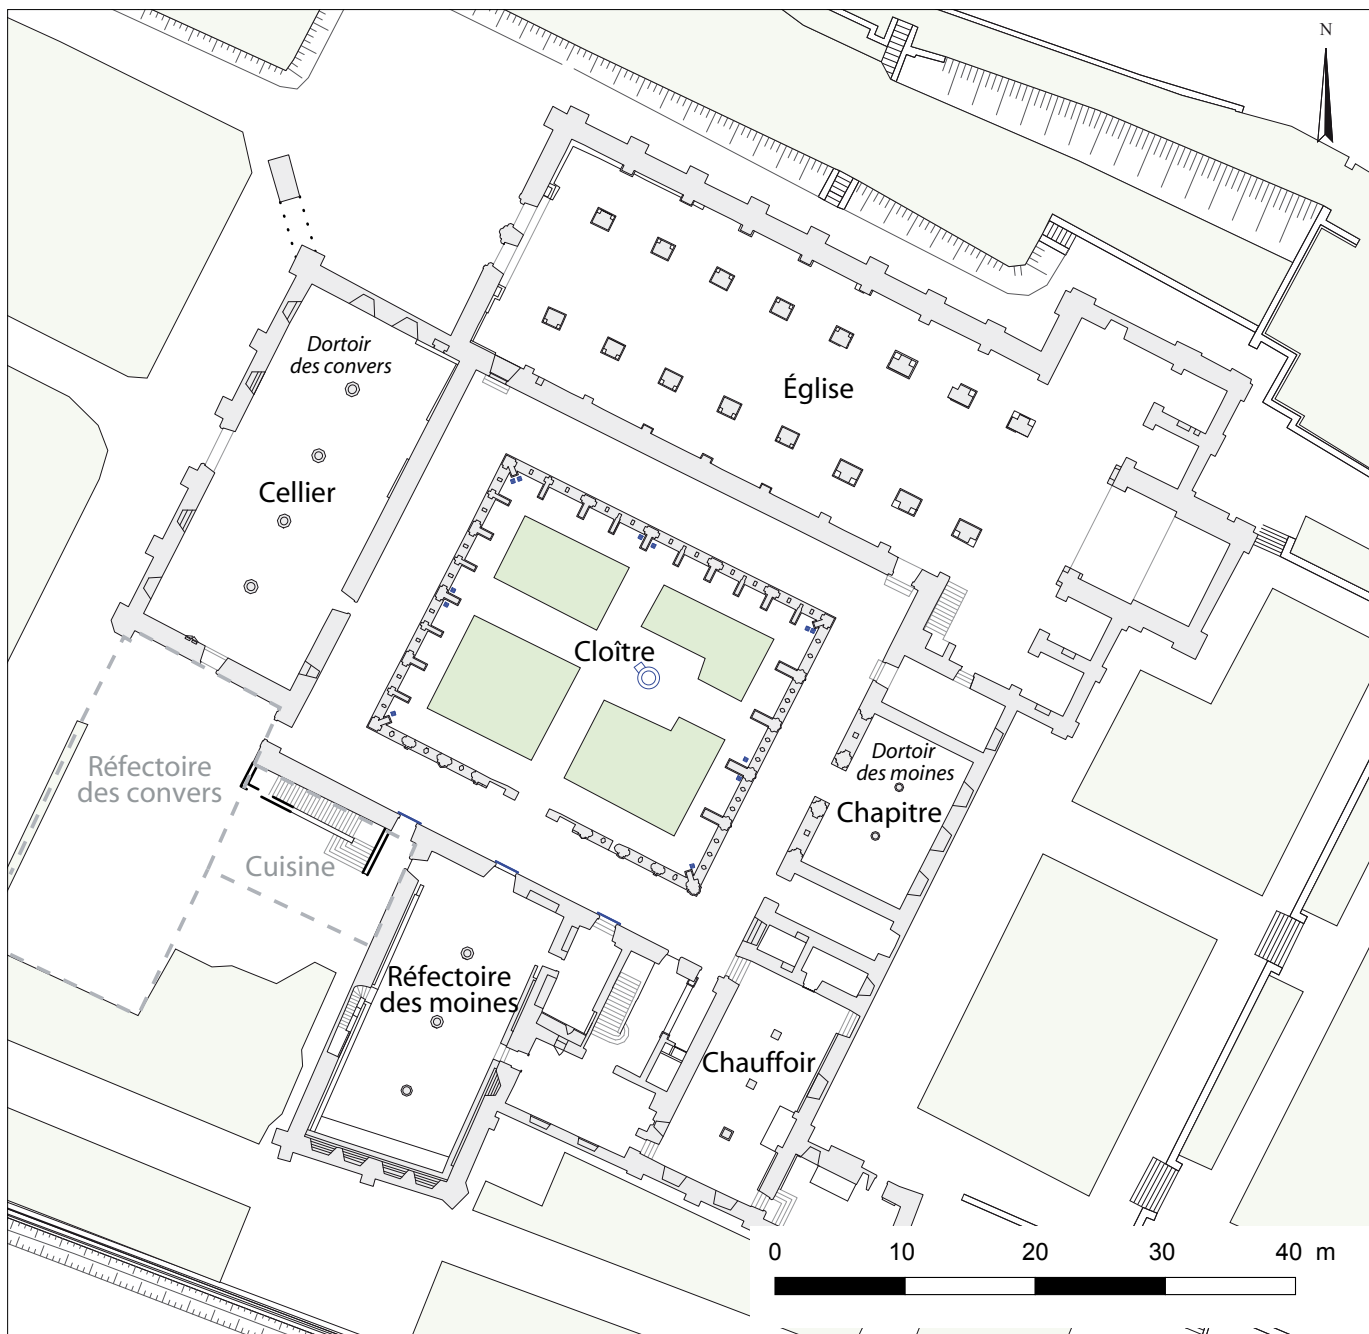 N
Dortoir
des convers
Église
Cellier
Cloître
Réfectoire
des convers
Dortoir
des moines
Chapitre
Cuisine
Réfectoire
des moines
Chauffoir
0 10 20 30 40 m